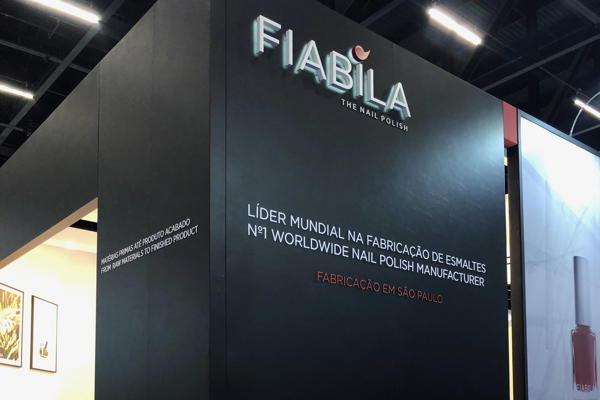 FIABILA
THE NAIL POLISH
MATÉRIAS PRIMAS ATÉ PRODUTO ACABADO
FROM RAW MATERIALS TO FINISHED PRODUCT
LÍDER MUNDIAL NA FABRICAÇÃO DE ESMALTES
Nº1 WORLDWIDE NAIL POLISH MANUFACTURER
FABRICAÇÃO EM SÃO PAULO
FIABILA